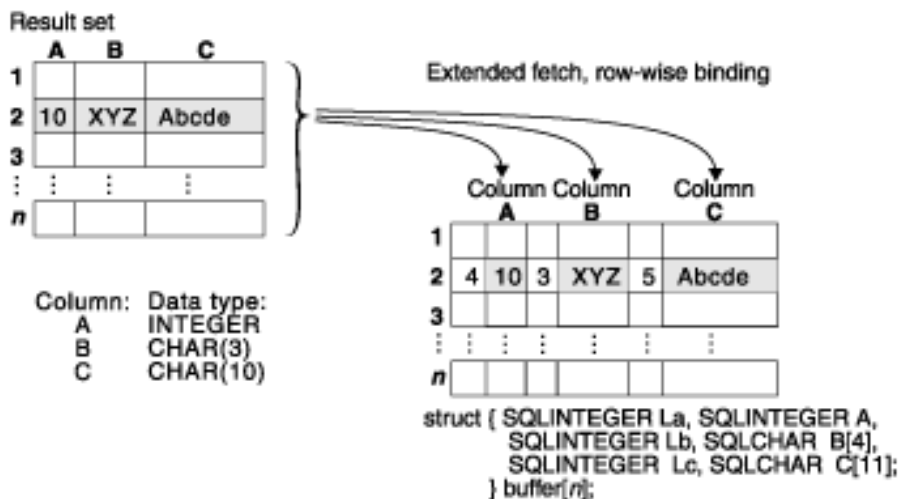 Result set
A B C
1
2 10 XYZ Abcde
3
⋮ ⋮ ⋮ ⋮
n
Extended fetch, row-wise binding
Column Column Column
A B C
1
2 4 10 3 XYZ 5 Abcde
3
⋮ ⋮ ⋮ ⋮ ⋮ ⋮ ⋮
n
Column: Data type:
A INTEGER
B CHAR(3)
C CHAR(10)
struct { SQLINTEGER La, SQLINTEGER A,
SQLINTEGER Lb, SQLCHAR B[4],
SQLINTEGER Lc, SQLCHAR C[11];
} buffer[n];